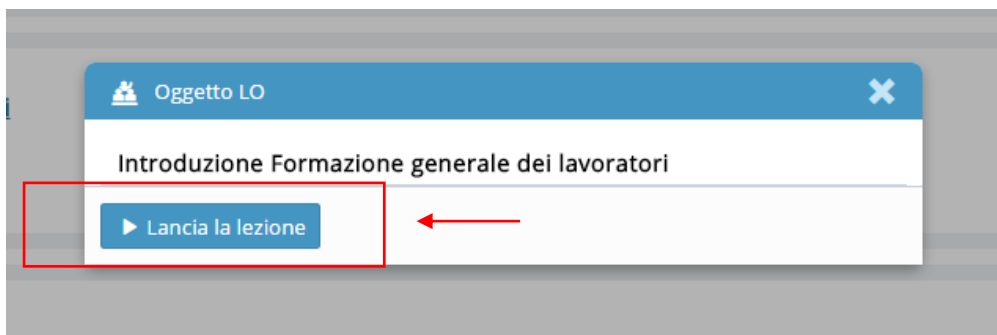 Oggetto LO
i
Introduzione Formazione generale dei lavoratori
Lancia la lezione